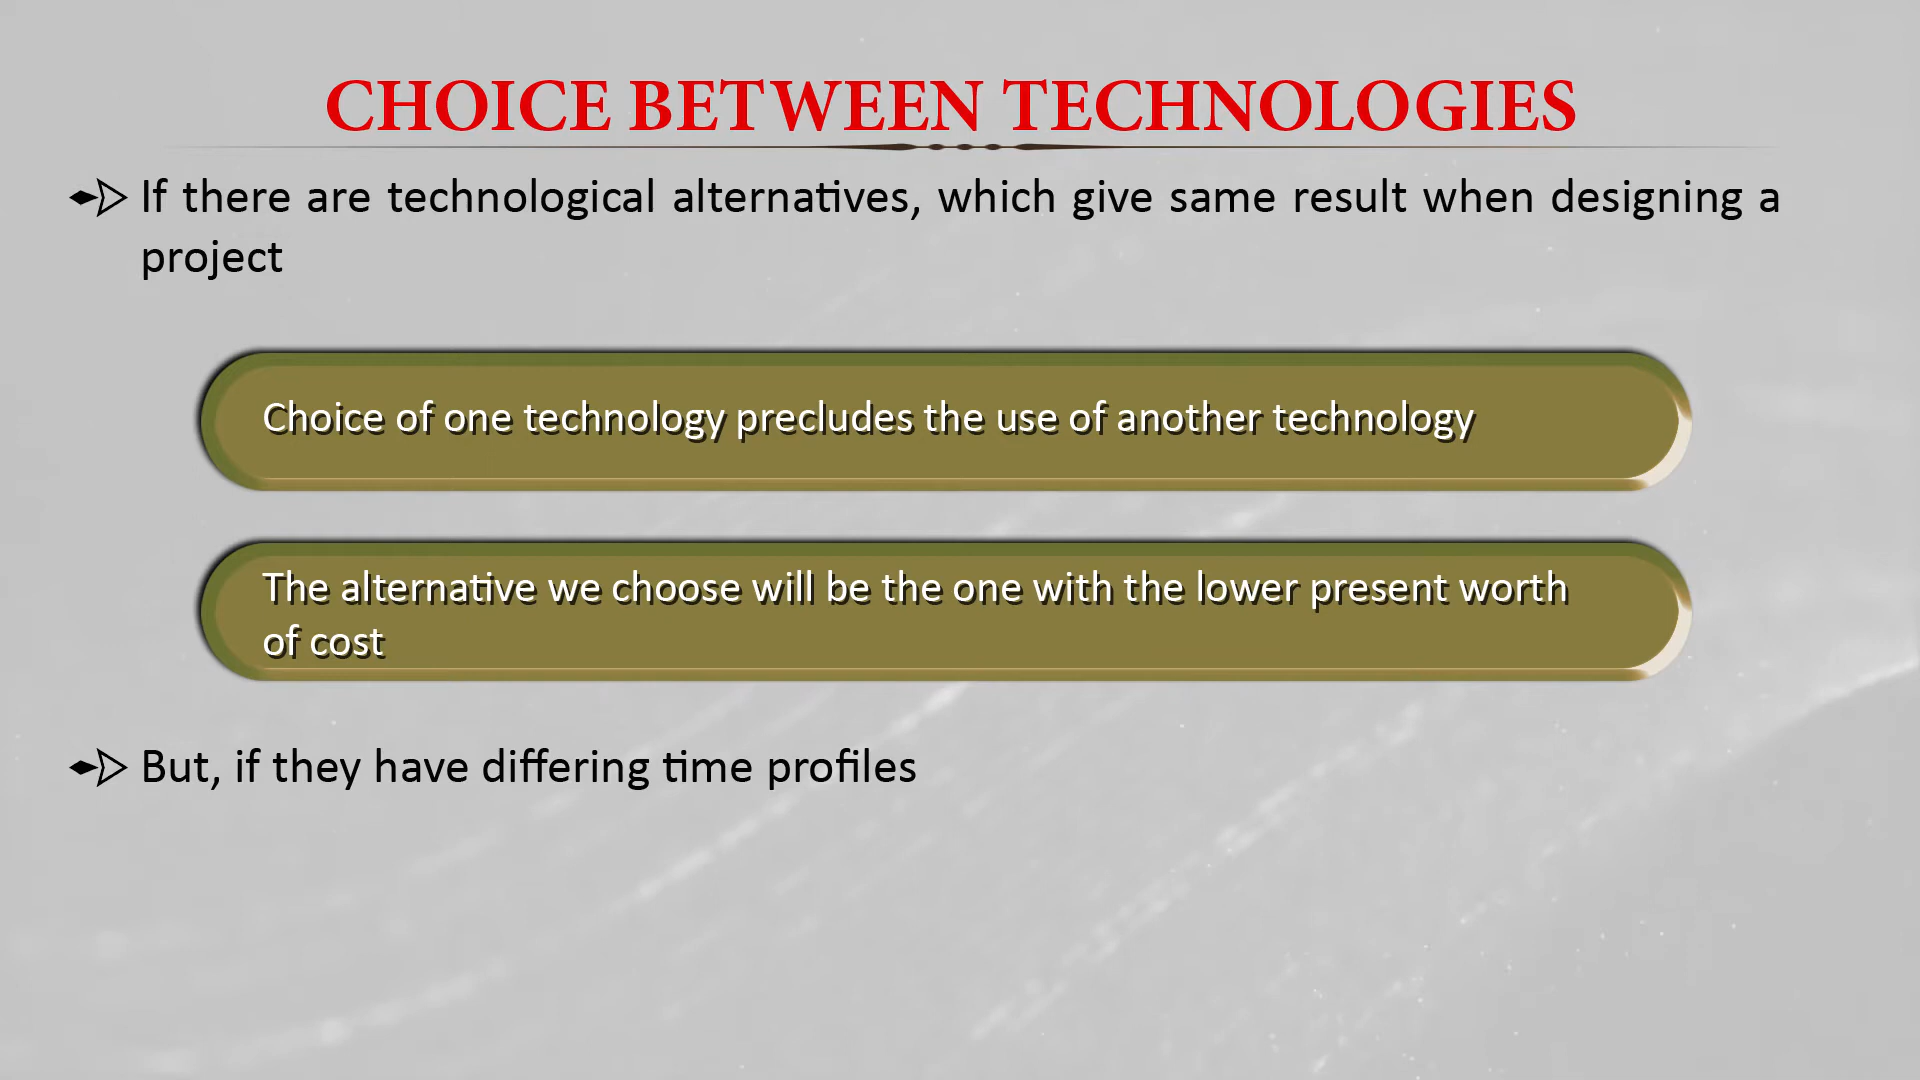 CHOICE BETWEEN TECHNOLOGIES
If there are technological alternatives, which give same result when designing a
project
Choice of one technology precludes the use of another technology
The alternative we choose will be the one with the lower present worth
of cost
But, if they have differing time profiles